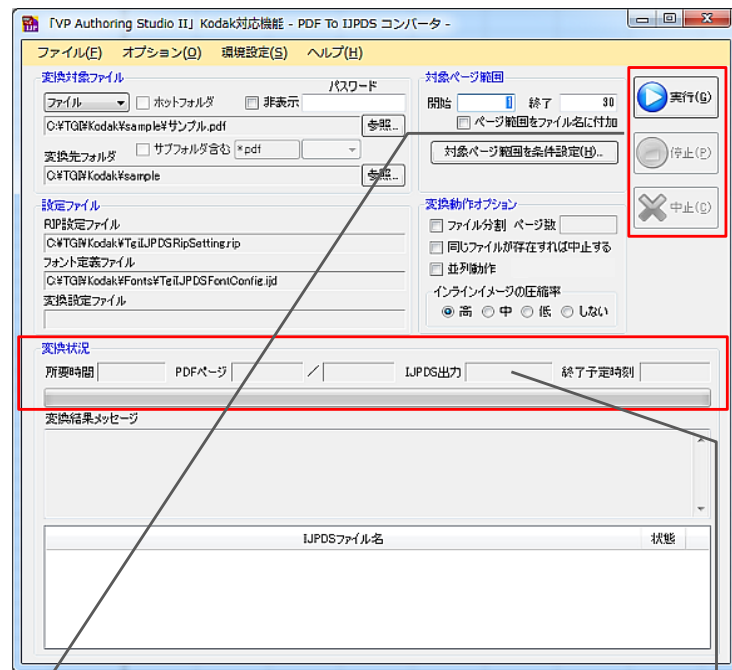 IJP 「VP Authoring Studio II」 Kodak対応機能 - PDF To IJPDS コンバータ -
ファイル(F) オプション(O) 環境設定(S) ヘルプ(H)
変換対象ファイル
パスワード
ファイル ホットフォルダ 非表示
C:¥TGI¥Kodak¥sample¥サンプル.pdf 参照...
変換先フォルダ サブフォルダ含む *pdf
C:¥TGI¥Kodak¥sample 参照...
対象ページ範囲
開始 1 終了 30
ページ範囲をファイル名に付加
対象ページ範囲を条件設定(H)...
実行(G)
停止(P)
中止(C)
設定ファイル
RIP設定ファイル
C:¥TGI¥Kodak¥TgiIJPDSRipSetting.rip
フォント定義ファイル
C:¥TGI¥Kodak¥Fonts¥TgiIJPDSFontConfig.ijd
変換設定ファイル
変換動作オプション
ファイル分割 ページ数
同じファイルが存在すれば中止する
並列動作
インラインイメージの圧縮率
高 中 低 しない
変換状況
所要時間 PDFページ / IJPDS出力 終了予定時刻
変換結果メッセージ
IJPDSファイル名 状態